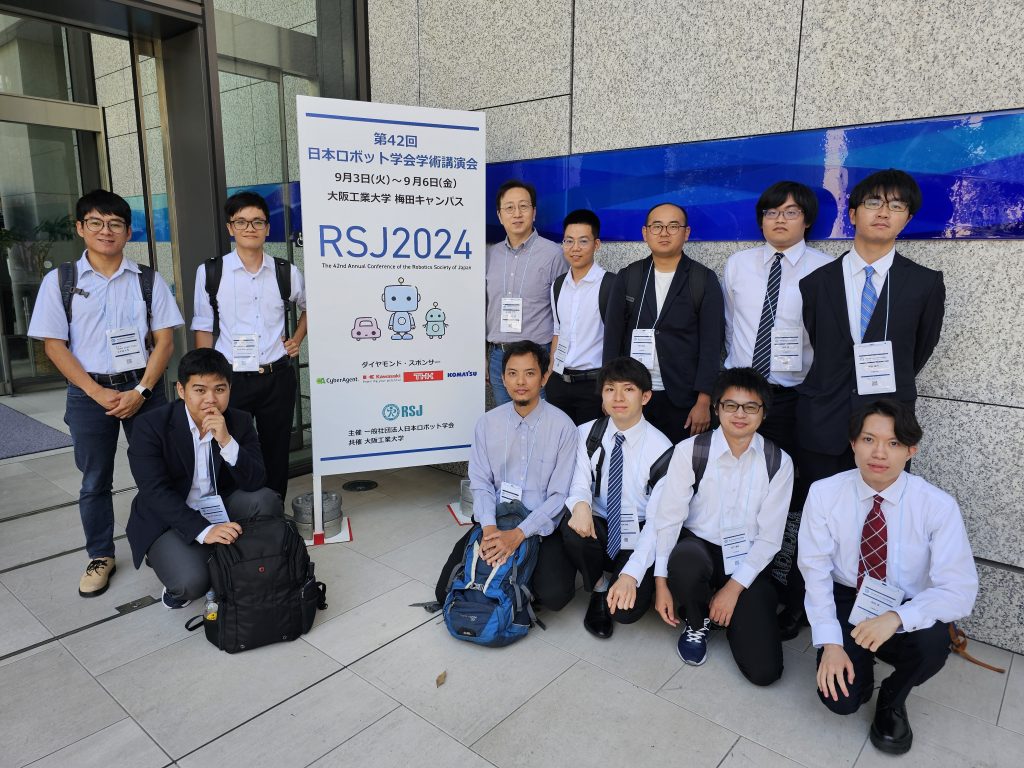 第42回
日本ロボット学会学術講演会
9月3日(火)～9月6日(金)
大阪工業大学 梅田キャンパス
RSJ2024
The 42nd Annual Conference of the Robotics Society of Japan
ダイヤモンド・スポンサー
CyberAgent. Kawasaki THK KOMATSU
RSJ
主催 一般社団法人日本ロボット学会
共催 大阪工業大学